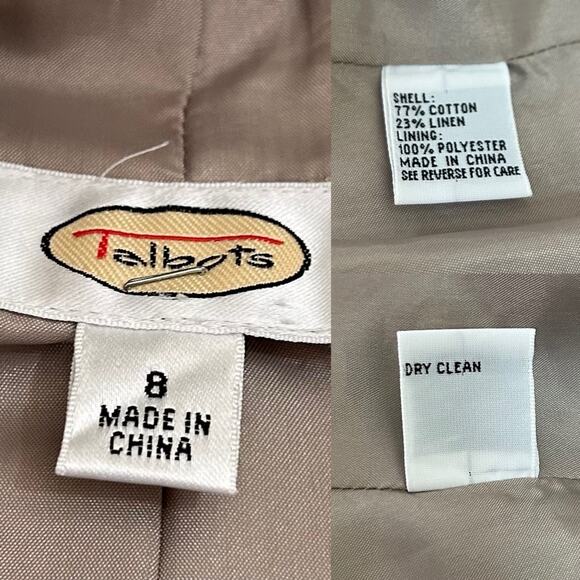 Talbots
8
MADE IN
CHINA
SHELL:
77% COTTON
23% LINEN
LINING:
100% POLYESTER
MADE IN CHINA
SEE REVERSE FOR CARE
DRY CLEAN